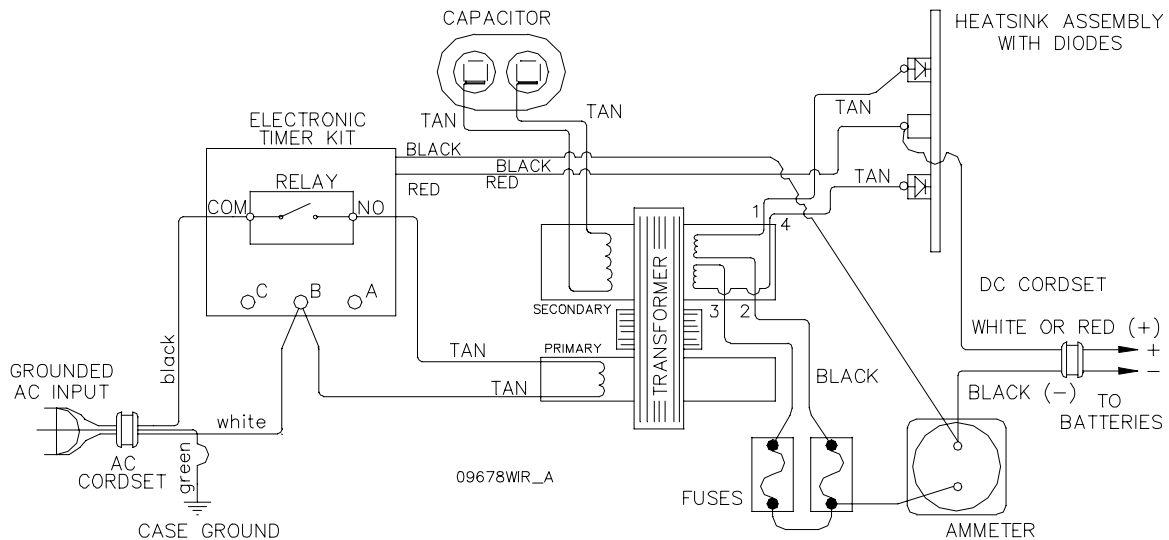 CAPACITOR
HEATSINK ASSEMBLY
WITH DIODES
TAN
TAN
TAN
ELECTRONIC
TIMER KIT
BLACK
BLACK
RED
RED
TAN
RELAY
COM
NO
1
4
C
B
A
SECONDARY
3
2
TRANSFORMER
DC CORDSET
WHITE OR RED (+)
+
-
PRIMARY
TAN
TAN
BLACK
BLACK (-)
TO
BATTERIES
GROUNDED
AC INPUT
black
white
green
AC
CORDSET
CASE GROUND
09678WIR_A
FUSES
AMMETER